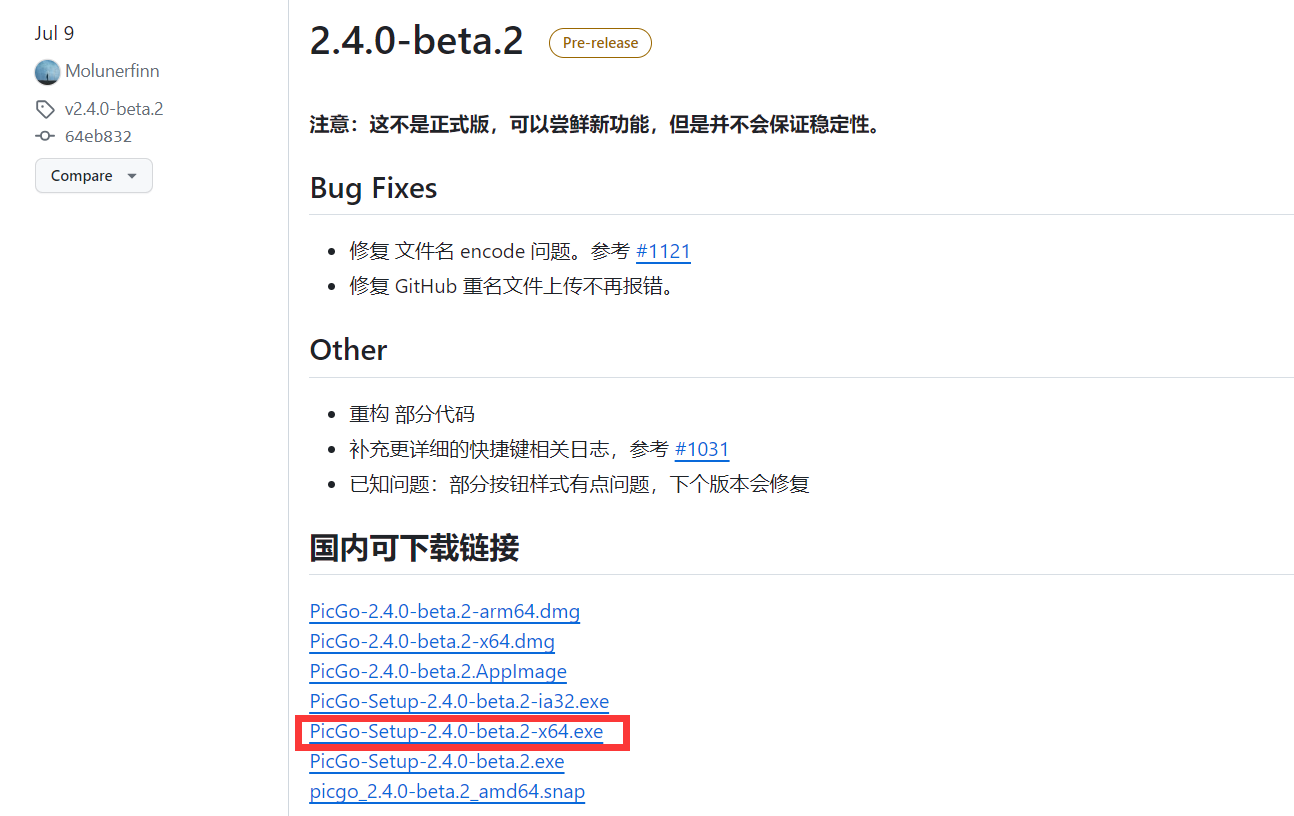 Jul 9
Molunerfinn
v2.4.0-beta.2
64eb832
Compare
2.4.0-beta.2 Pre-release
注意：这不是正式版，可以尝鲜新功能，但是并不会保证稳定性。
Bug Fixes
修复 文件名 encode 问题。参考 #1121
修复 GitHub 重名文件上传不再报错。
Other
重构 部分代码
补充更详细的快捷键相关日志，参考 #1031
已知问题：部分按钮样式有点问题，下个版本会修复
国内可下载链接
PicGo-2.4.0-beta.2-arm64.dmg
PicGo-2.4.0-beta.2-x64.dmg
PicGo-2.4.0-beta.2.AppImage
PicGo-Setup-2.4.0-beta.2-ia32.exe
PicGo-Setup-2.4.0-beta.2-x64.exe
PicGo-Setup-2.4.0-beta.2.exe
picgo_2.4.0-beta.2_amd64.snap